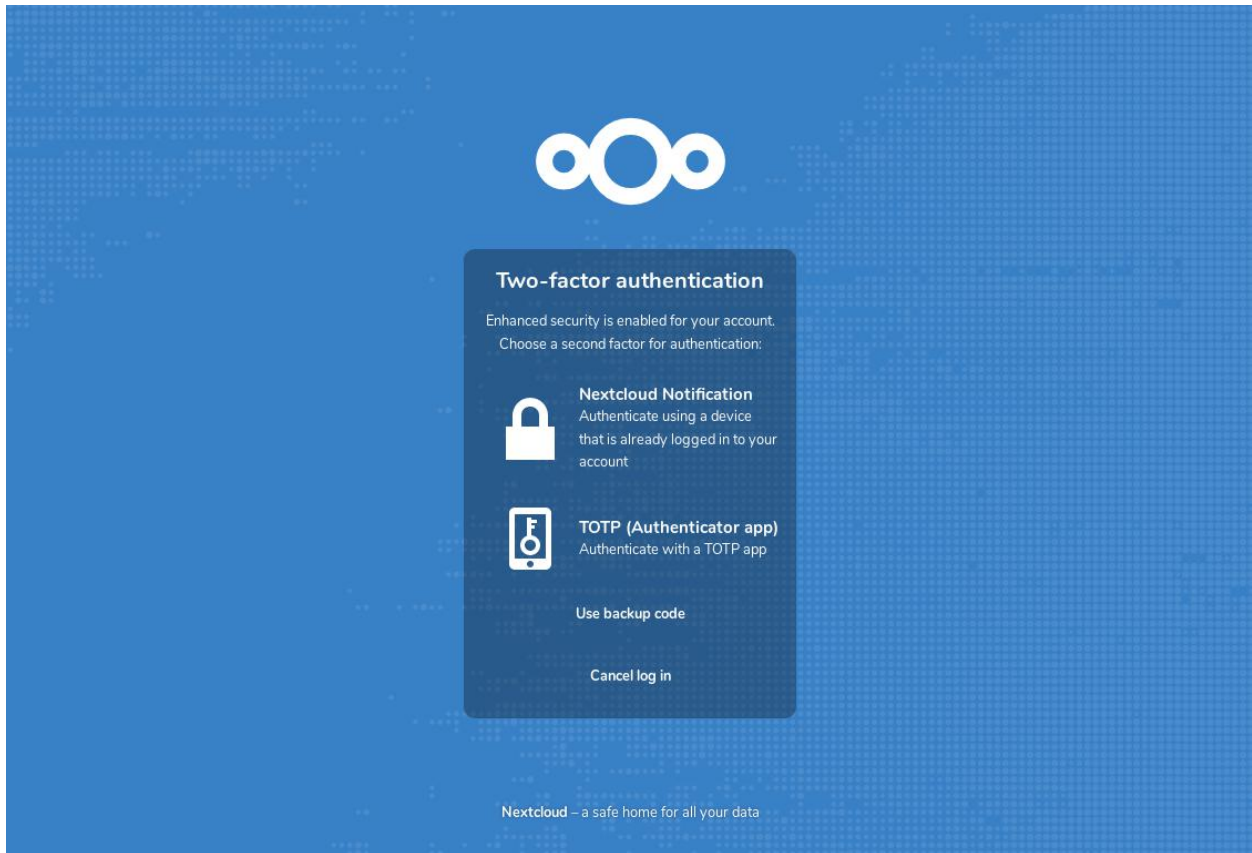 Two-factor authentication
Enhanced security is enabled for your account.
Choose a second factor for authentication:
Nextcloud Notification
Authenticate using a device
that is already logged in to your
account
TOTP (Authenticator app)
Authenticate with a TOTP app
Use backup code
Cancel log in
Nextcloud – a safe home for all your data